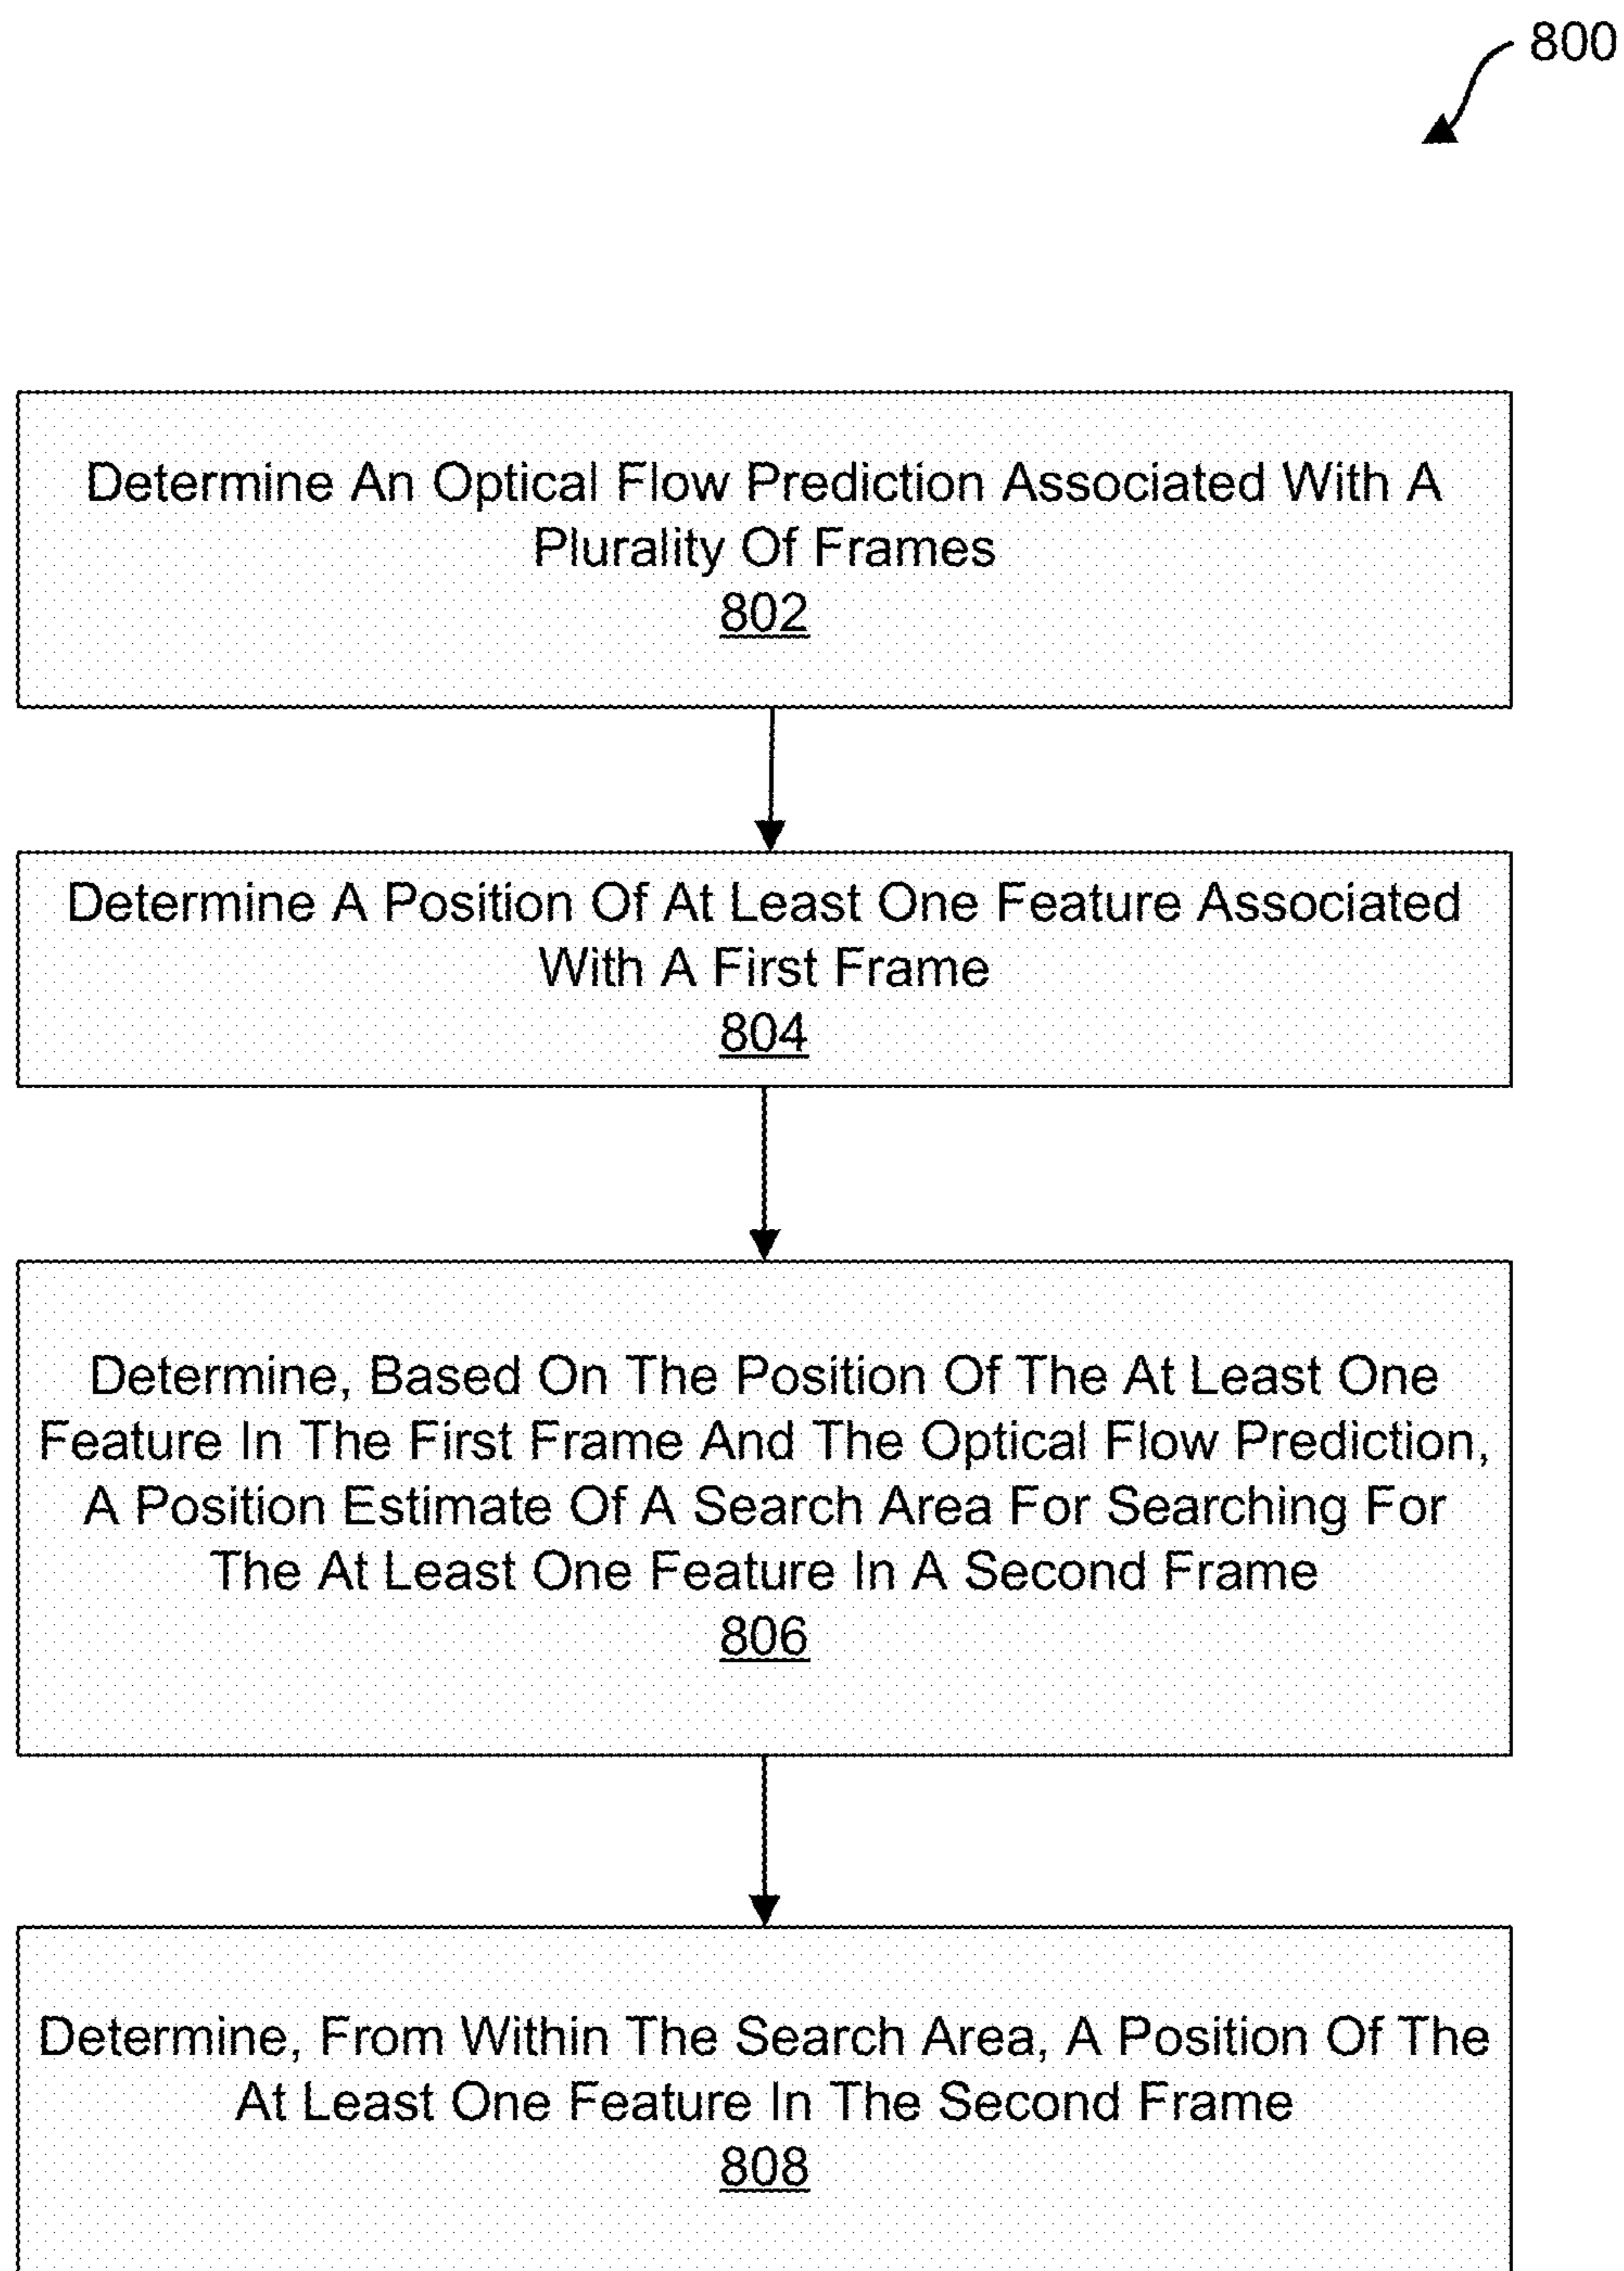 800
Determine An Optical Flow Prediction Associated With A
Plurality Of Frames
802
Determine A Position Of At Least One Feature Associated
With A First Frame
804
Determine, Based On The Position Of The At Least One
Feature In The First Frame And The Optical Flow Prediction,
A Position Estimate Of A Search Area For Searching For
The At Least One Feature In A Second Frame
806
Determine, From Within The Search Area, A Position Of The
At Least One Feature In The Second Frame
808